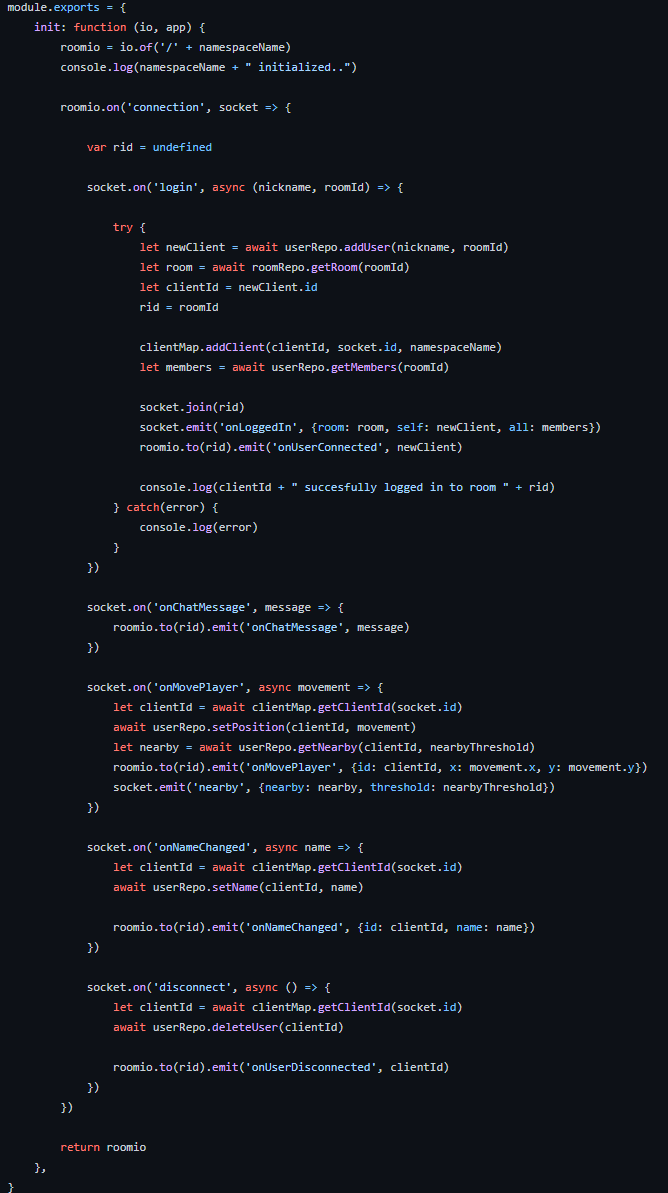 module.exports = {
    init: function (io, app) {
        roomio = io.of('/' + namespaceName)
        console.log(namespaceName + " initialized..")

        roomio.on('connection', socket => {

            var rid = undefined

            socket.on('login', async (nickname, roomId) => {

                try {
                    let newClient = await userRepo.addUser(nickname, roomId)
                    let room = await roomRepo.getRoom(roomId)
                    let clientId = newClient.id
                    rid = roomId

                    clientMap.addClient(clientId, socket.id, namespaceName)
                    let members = await userRepo.getMembers(roomId)

                    socket.join(rid)
                    socket.emit('onLoggedIn', {room: room, self: newClient, all: members})
                    roomio.to(rid).emit('onUserConnected', newClient)

                    console.log(clientId + " succesfully logged in to room " + rid)
                } catch(error) {
                    console.log(error)
                }
            })

            socket.on('onChatMessage', message => {
                roomio.to(rid).emit('onChatMessage', message)
            })

            socket.on('onMovePlayer', async movement => {
                let clientId = await clientMap.getClientId(socket.id)
                await userRepo.setPosition(clientId, movement)
                let nearby = await userRepo.getNearby(clientId, nearbyThreshold)
                roomio.to(rid).emit('onMovePlayer', {id: clientId, x: movement.x, y: movement.y})
                socket.emit('nearby', {nearby: nearby, threshold: nearbyThreshold})
            })

            socket.on('onNameChanged', async name => {
                let clientId = await clientMap.getClientId(socket.id)
                await userRepo.setName(clientId, name)

                roomio.to(rid).emit('onNameChanged', {id: clientId, name: name})
            })

            socket.on('disconnect', async () => {
                let clientId = await clientMap.getClientId(socket.id)
                await userRepo.deleteUser(clientId)

                roomio.to(rid).emit('onUserDisconnected', clientId)
            })
        })

        return roomio
    },
}